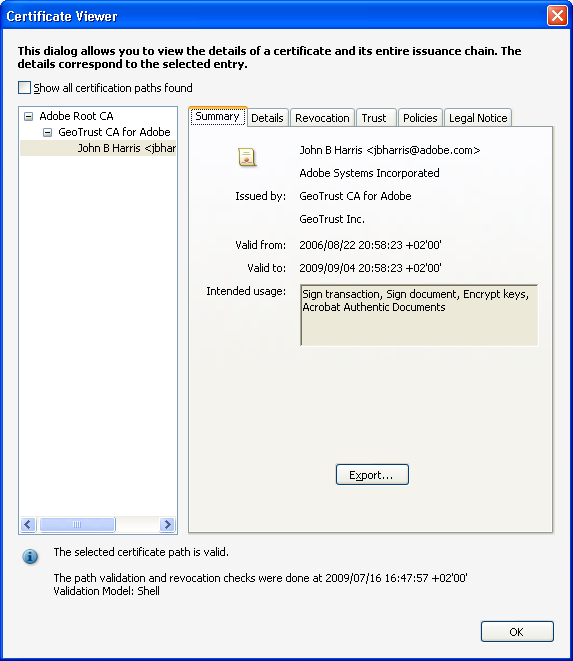 Certificate Viewer
This dialog allows you to view the details of a certificate and its entire issuance chain. The
details correspond to the selected entry.
Show all certification paths found
Adobe Root CA
GeoTrust CA for Adobe
John B Harris <jbhar
Summary
Details
Revocation
Trust
Policies
Legal Notice
John B Harris <jbharris@adobe.com>
Adobe Systems Incorporated
Issued by: GeoTrust CA for Adobe
GeoTrust Inc.
Valid from: 2006/08/22 20:58:23 +02'00'
Valid to: 2009/09/04 20:58:23 +02'00'
Intended usage: Sign transaction, Sign document, Encrypt keys,
Acrobat Authentic Documents
Export...
The selected certificate path is valid.
The path validation and revocation checks were done at 2009/07/16 16:47:57 +02'00'
Validation Model: Shell
OK